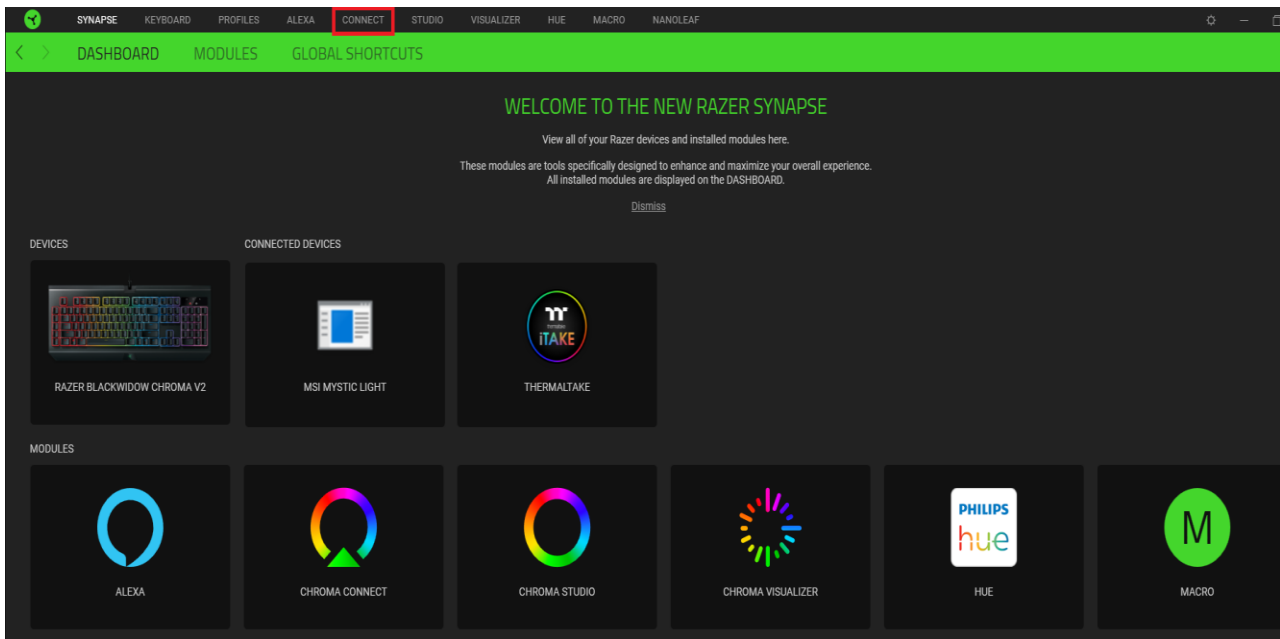 SYNAPSE KEYBOARD PROFILES ALEXA CONNECT STUDIO VISUALIZER HUE MACRO NANOLEAF
DASHBOARD MODULES GLOBAL SHORTCUTS
WELCOME TO THE NEW RAZER SYNAPSE
View all of your Razer devices and installed modules here.
These modules are tools specifically designed to enhance and maximize your overall experience.
All installed modules are displayed on the DASHBOARD.
Dismiss
DEVICES CONNECTED DEVICES
iTAKE
RAZER BLACKWIDOW CHROMA V2 MSI MYSTIC LIGHT THERMALTAKE
MODULES
PHILIPS
hue
M
ALEXA CHROMA CONNECT CHROMA STUDIO CHROMA VISUALIZER HUE MACRO